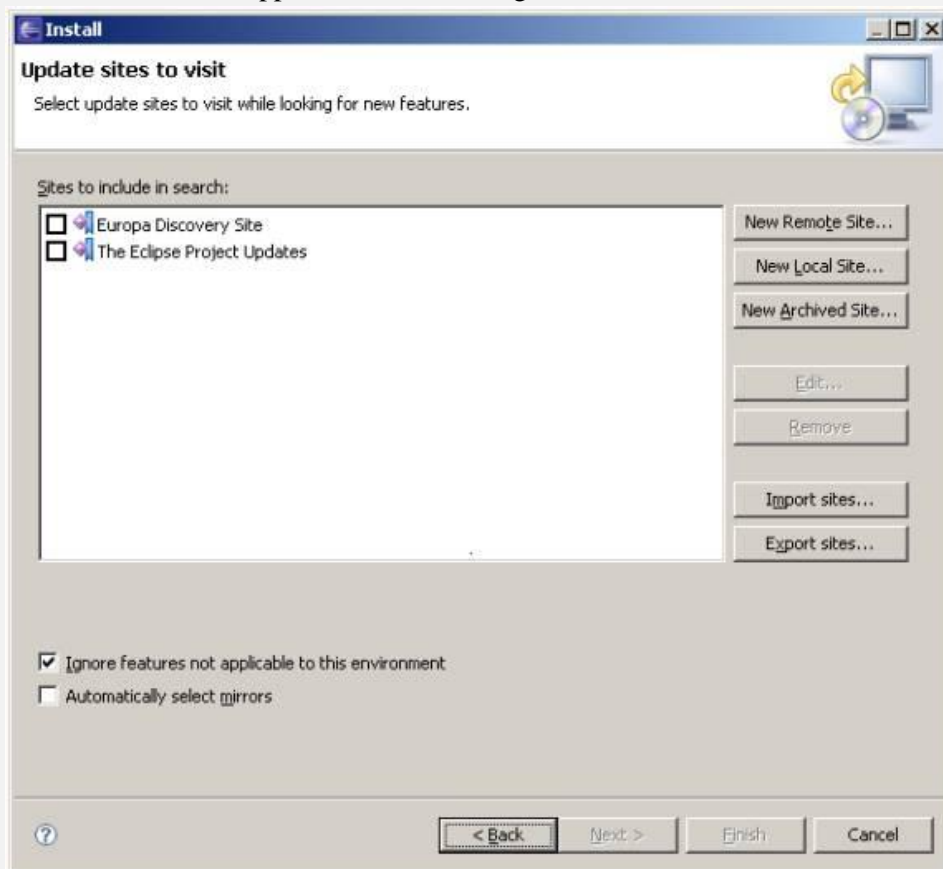 Install
Update sites to visit
Select update sites to visit while looking for new features.
Sites to include in search:
Europa Discovery Site
The Eclipse Project Updates
New Remote Site...
New Local Site...
New Archived Site...
Edit...
Remove
Import sites...
Export sites...
Ignore features not applicable to this environment
Automatically select mirrors
< Back
Next >
Finish
Cancel